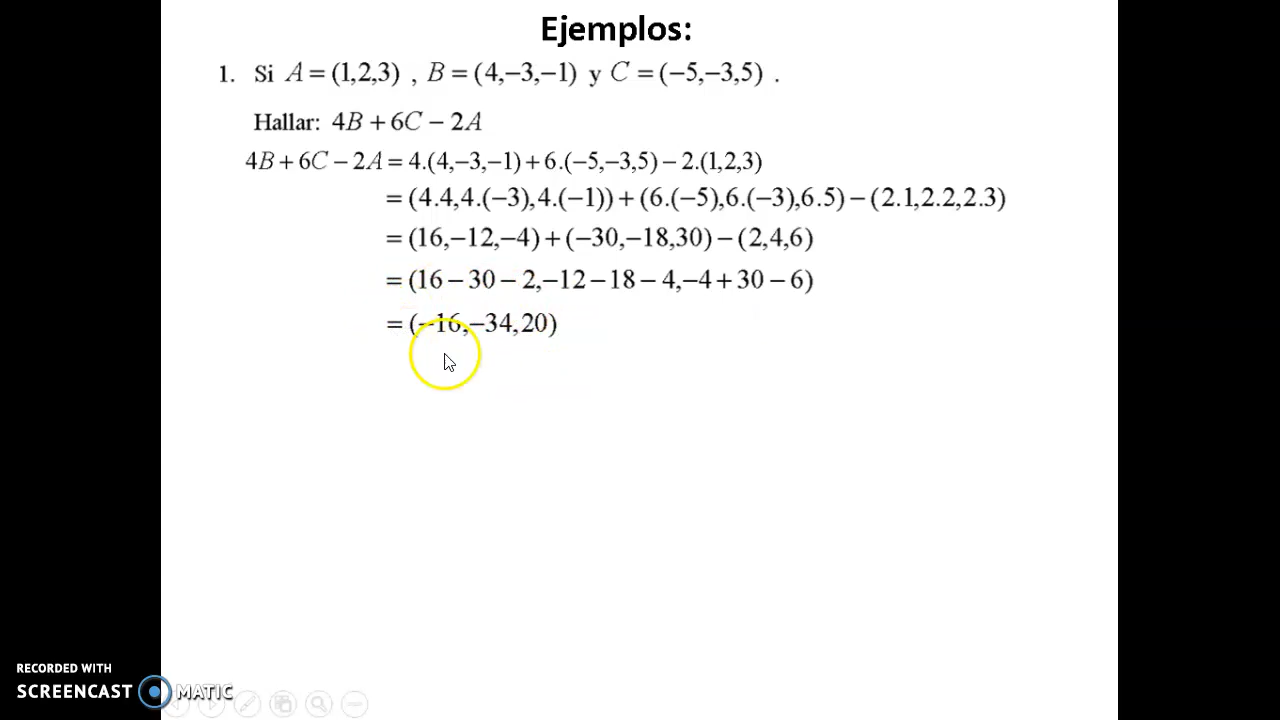 Ejemplos:
1. Si A = (1,2,3) , B = (4,−3,−1) y C = (−5,−3,5) .
Hallar: 4B + 6C − 2A
4B + 6C − 2A = 4.(4,−3,−1) + 6.(−5,−3,5) − 2.(1,2,3)
= (4.4,4.(−3),4.(−1)) + (6.(−5),6.(−3),6.5) − (2.1,2.2,2.3)
= (16,−12,−4) + (−30,−18,30) − (2,4,6)
= (16 − 30 − 2,−12 − 18 − 4,−4 + 30 − 6)
= (−16,−34,20)
RECORDED WITH
SCREENCAST MATIC